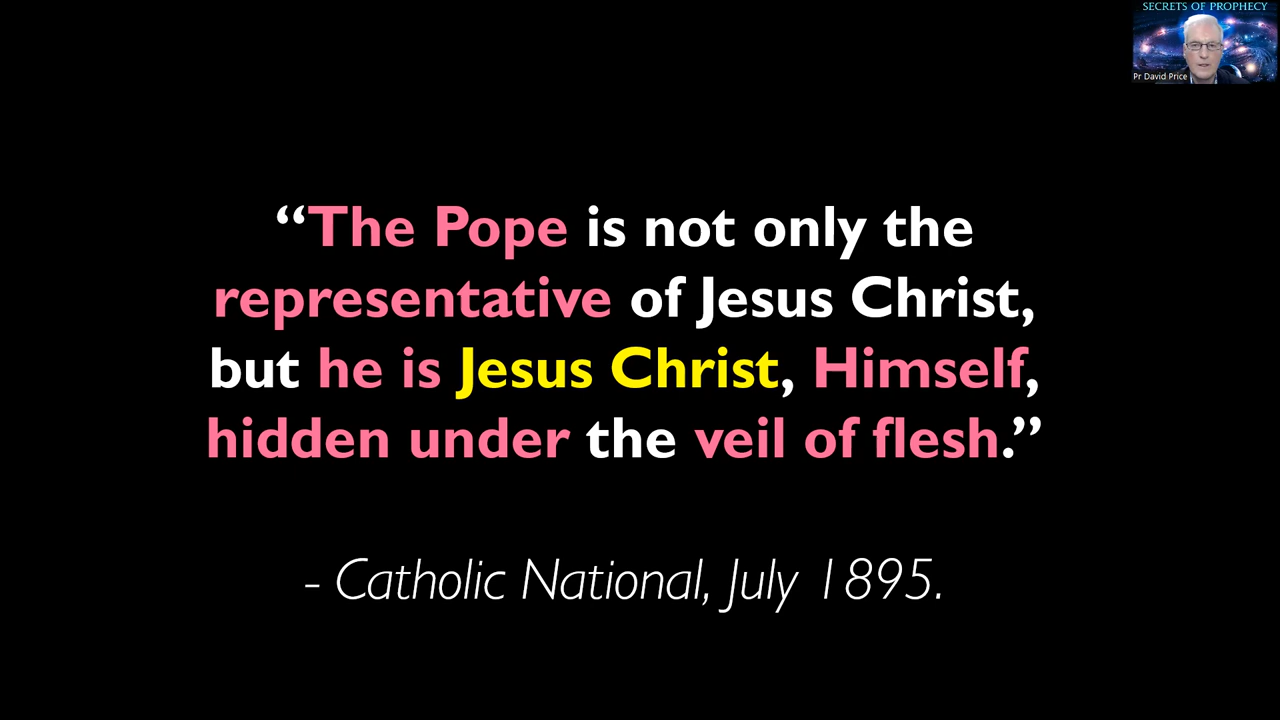 SECRETS OF PROPHECY
Pr David Price
“The Pope is not only the
representative of Jesus Christ,
but he is Jesus Christ, Himself,
hidden under the veil of flesh.”
- Catholic National, July 1895.